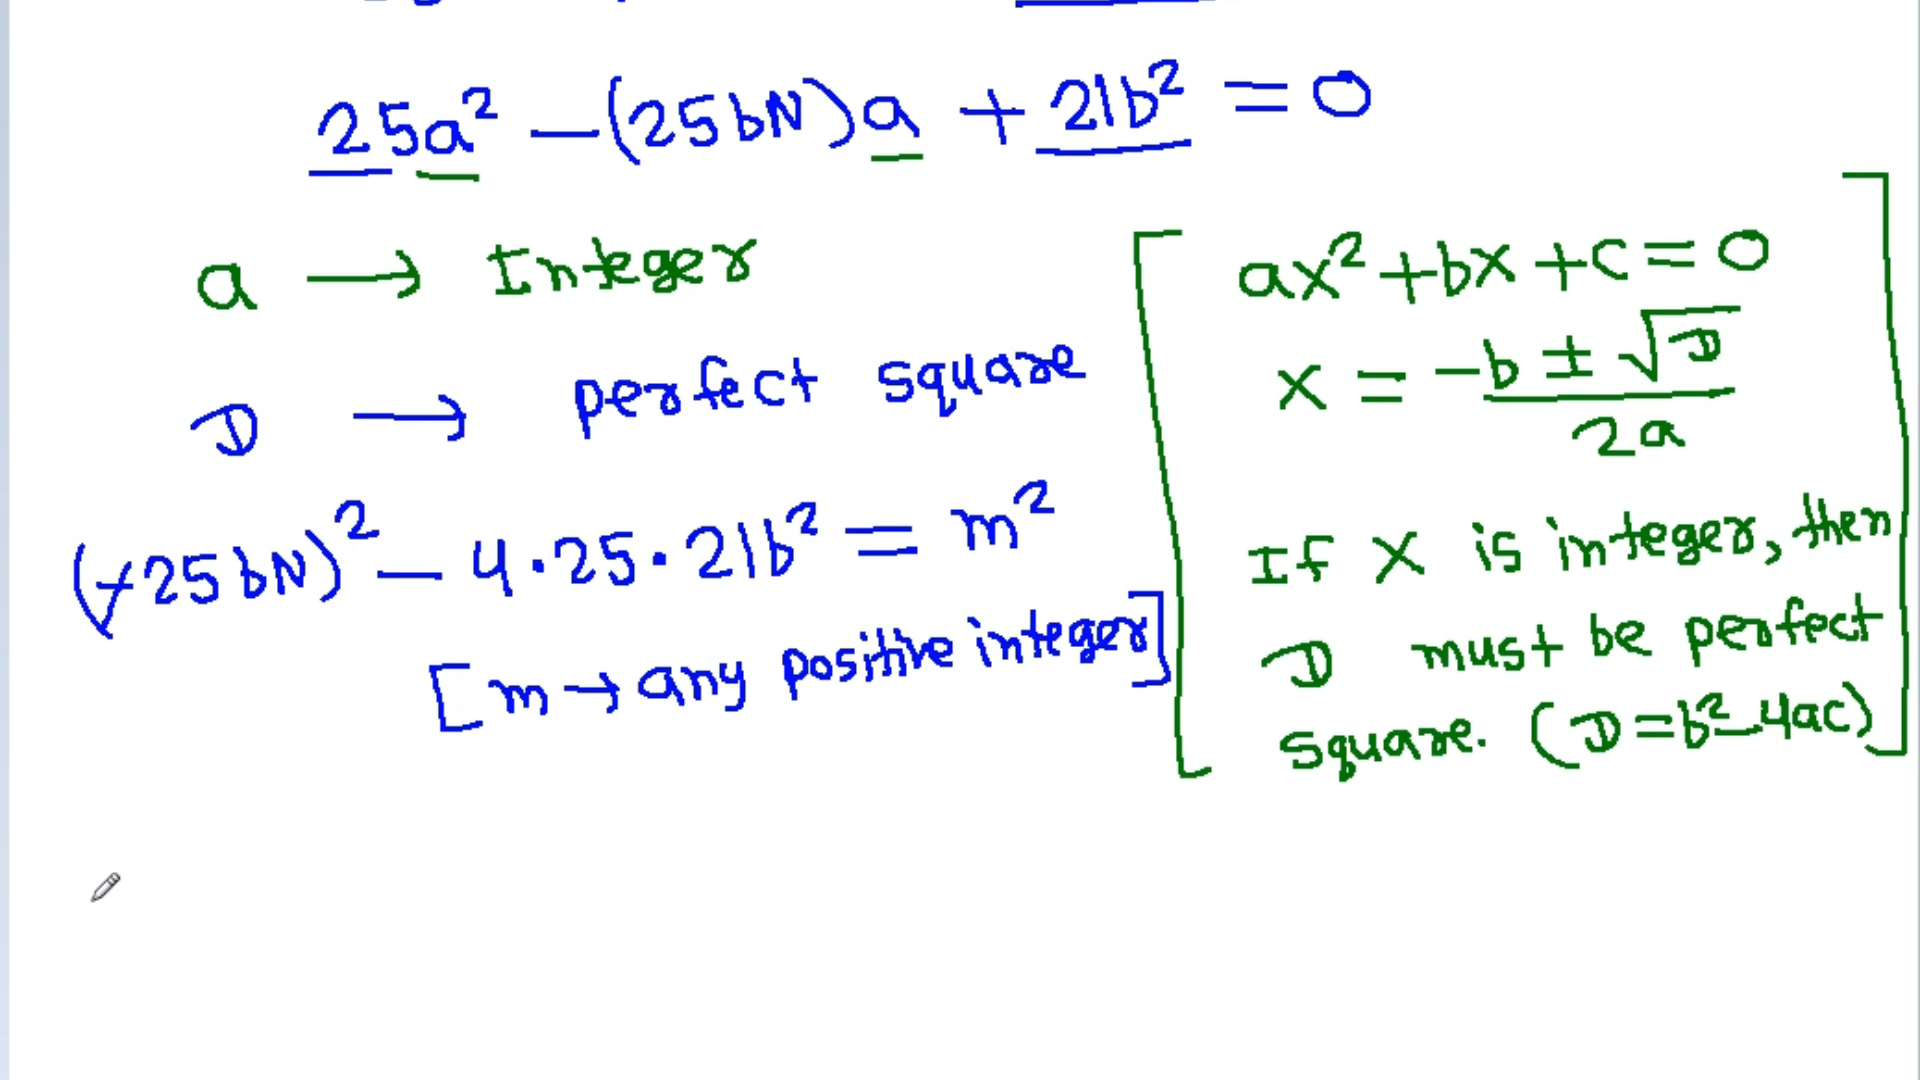 25a² – (25bN)a + 21b² = 0
a → Integer
D → perfect square
(-25bN)² – 4·25·21b² = m²
[m → any positive integer]
ax² + bx + c = 0
x = -b ± √D / 2a
If x is integer, then
D must be perfect
square. (D = b² – 4ac)